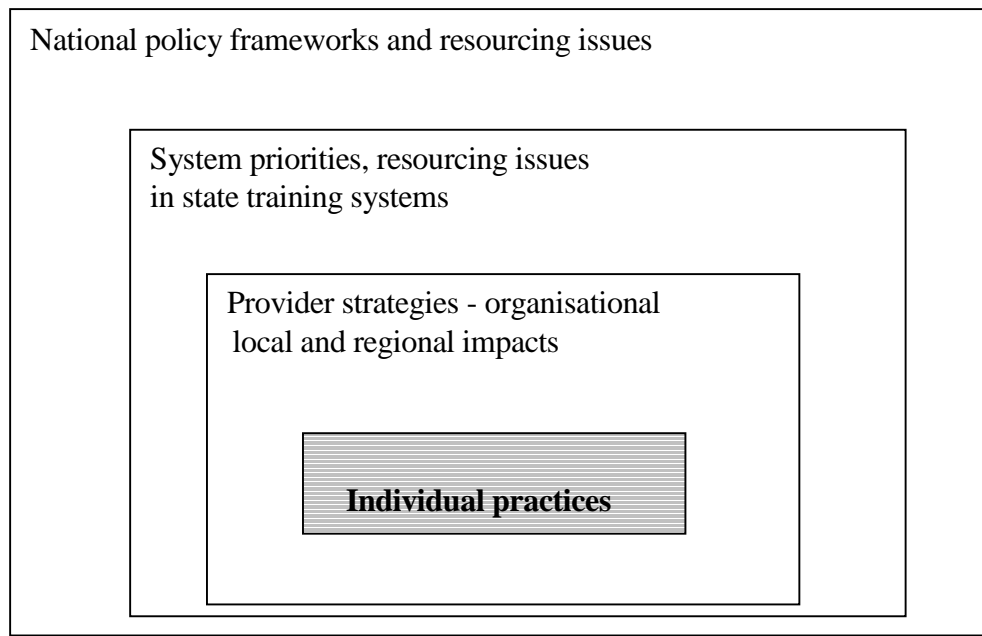 National policy frameworks and resourcing issues
System priorities, resourcing issues
in state training systems
Provider strategies - organisational
local and regional impacts
Individual practices